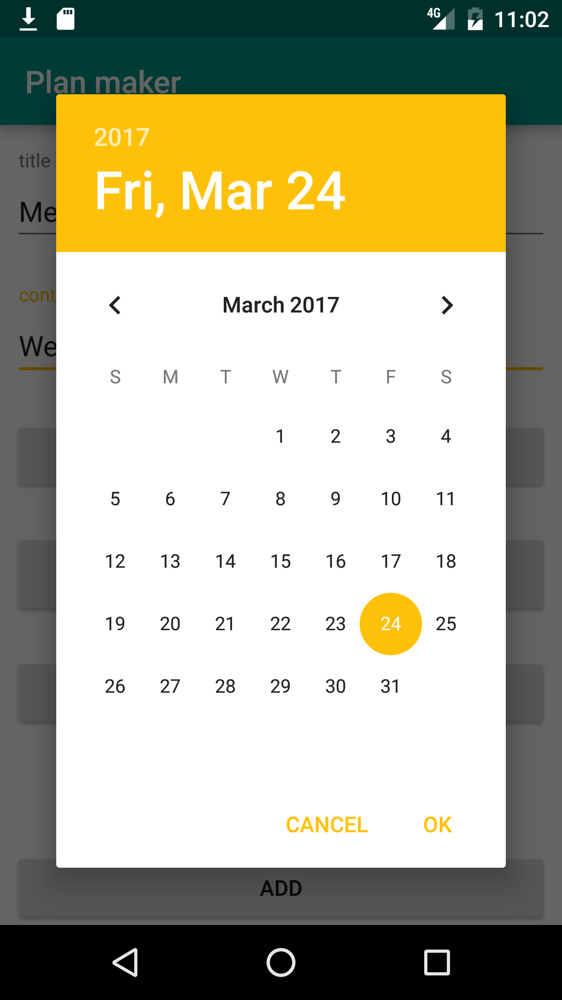 4G 11:02
Plan maker
2017
title
Fri, Mar 24
Me
cont
March 2017
We
S M T W T F S
1 2 3 4
5 6 7 8 9 10 11
12 13 14 15 16 17 18
19 20 21 22 23 24 25
26 27 28 29 30 31
CANCEL OK
ADD